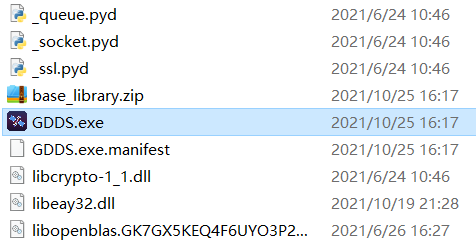 _queue.pyd 2021/6/24 10:46
_socket.pyd 2021/6/24 10:46
_ssl.pyd 2021/6/24 10:46
base_library.zip 2021/10/25 16:17
GDDS.exe 2021/10/25 16:17
GDDS.exe.manifest 2021/10/25 16:17
libcrypto-1_1.dll 2021/6/24 10:46
libeay32.dll 2021/10/19 21:28
libopenblas.GK7GX5KEQ4F6UYO3P2... 2021/6/26 16:27